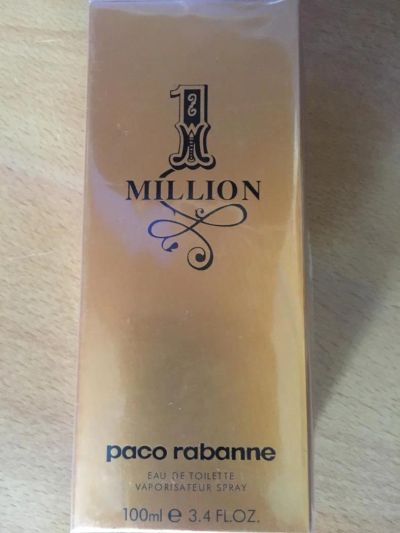 1
MILLION
paco rabanne
EAU DE TOILETTE
VAPORISATEUR SPRAY
100ml e 3.4 FL.OZ.